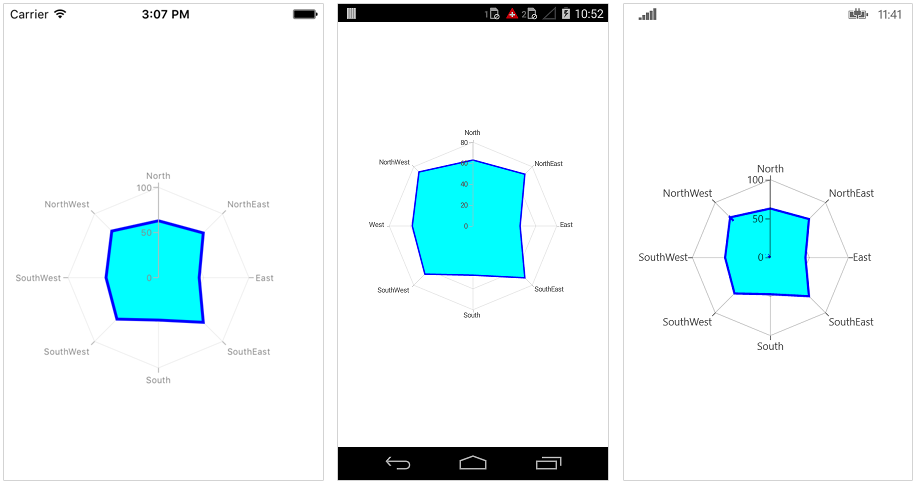 Carrier 3:07 PM
North
100
NorthWest NorthEast
50
SouthWest 0 East
SouthWest SouthEast
South
1 2 10:52
North
80
NorthWest NorthEast
60
40
20
West 0 East
SouthWest SouthEast
South
11:41
North
100
NorthWest NorthEast
50
SouthWest 0 East
SouthWest SouthEast
South